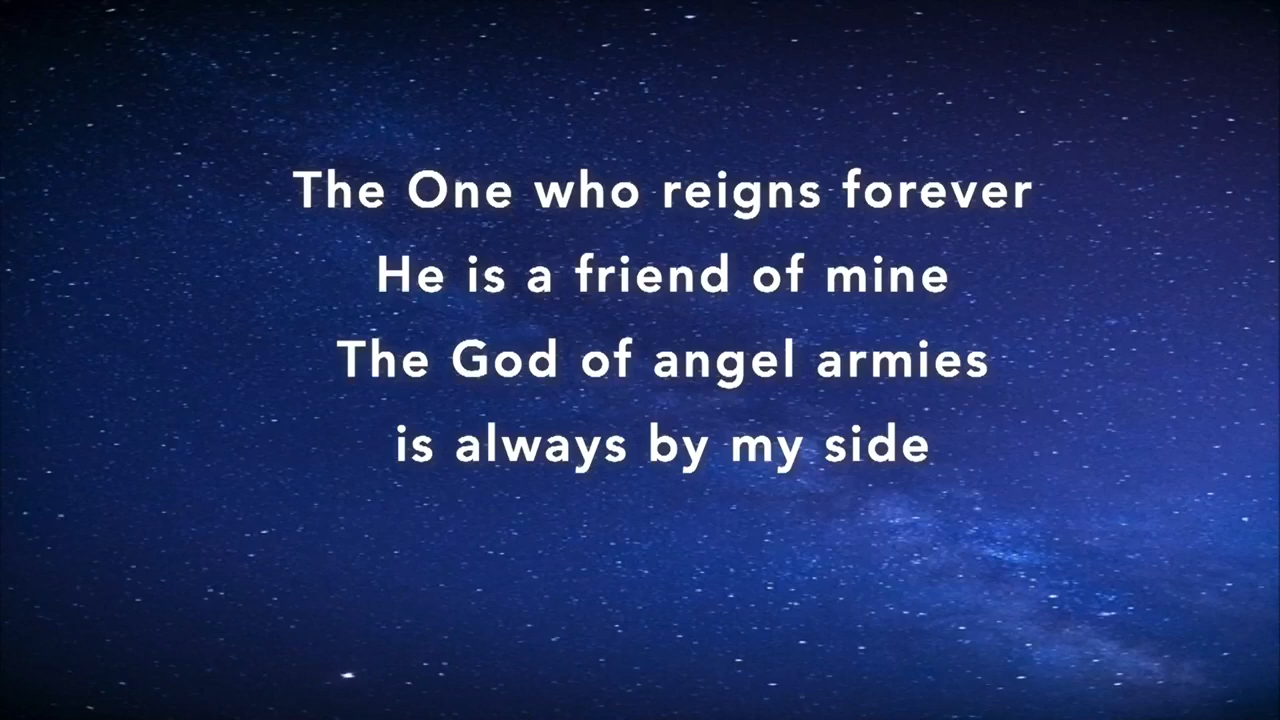 The One who reigns forever
He is a friend of mine
The God of angel armies
is always by my side